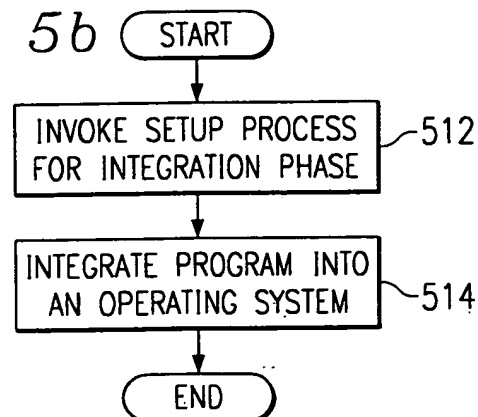 5b
START
INVOKE SETUP PROCESS
FOR INTEGRATION PHASE
512
INTEGRATE PROGRAM INTO
AN OPERATING SYSTEM
514
END